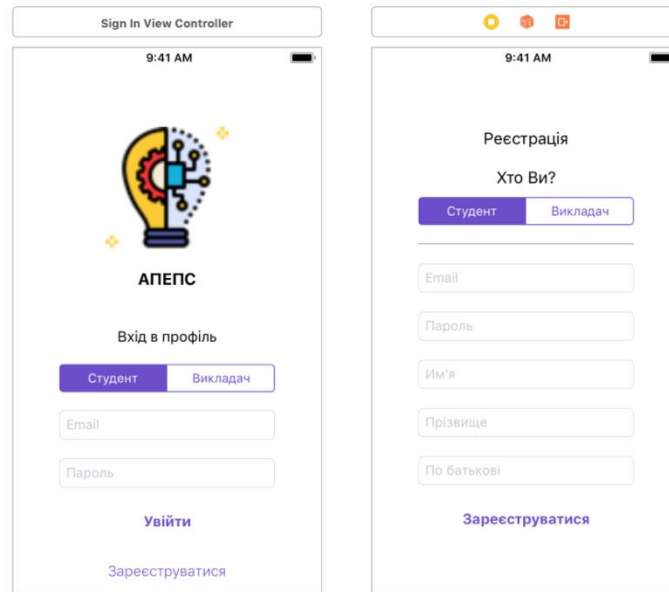 Sign In View Controller
9:41 AM
АПЕПС
Вхід в профіль
Студент Викладач
Email
Пароль
Увійти
Зареєструватися
9:41 AM
Реєстрація
Хто Ви?
Студент Викладач
Email
Пароль
Им'я
Прізвище
По батькові
Зареєструватися